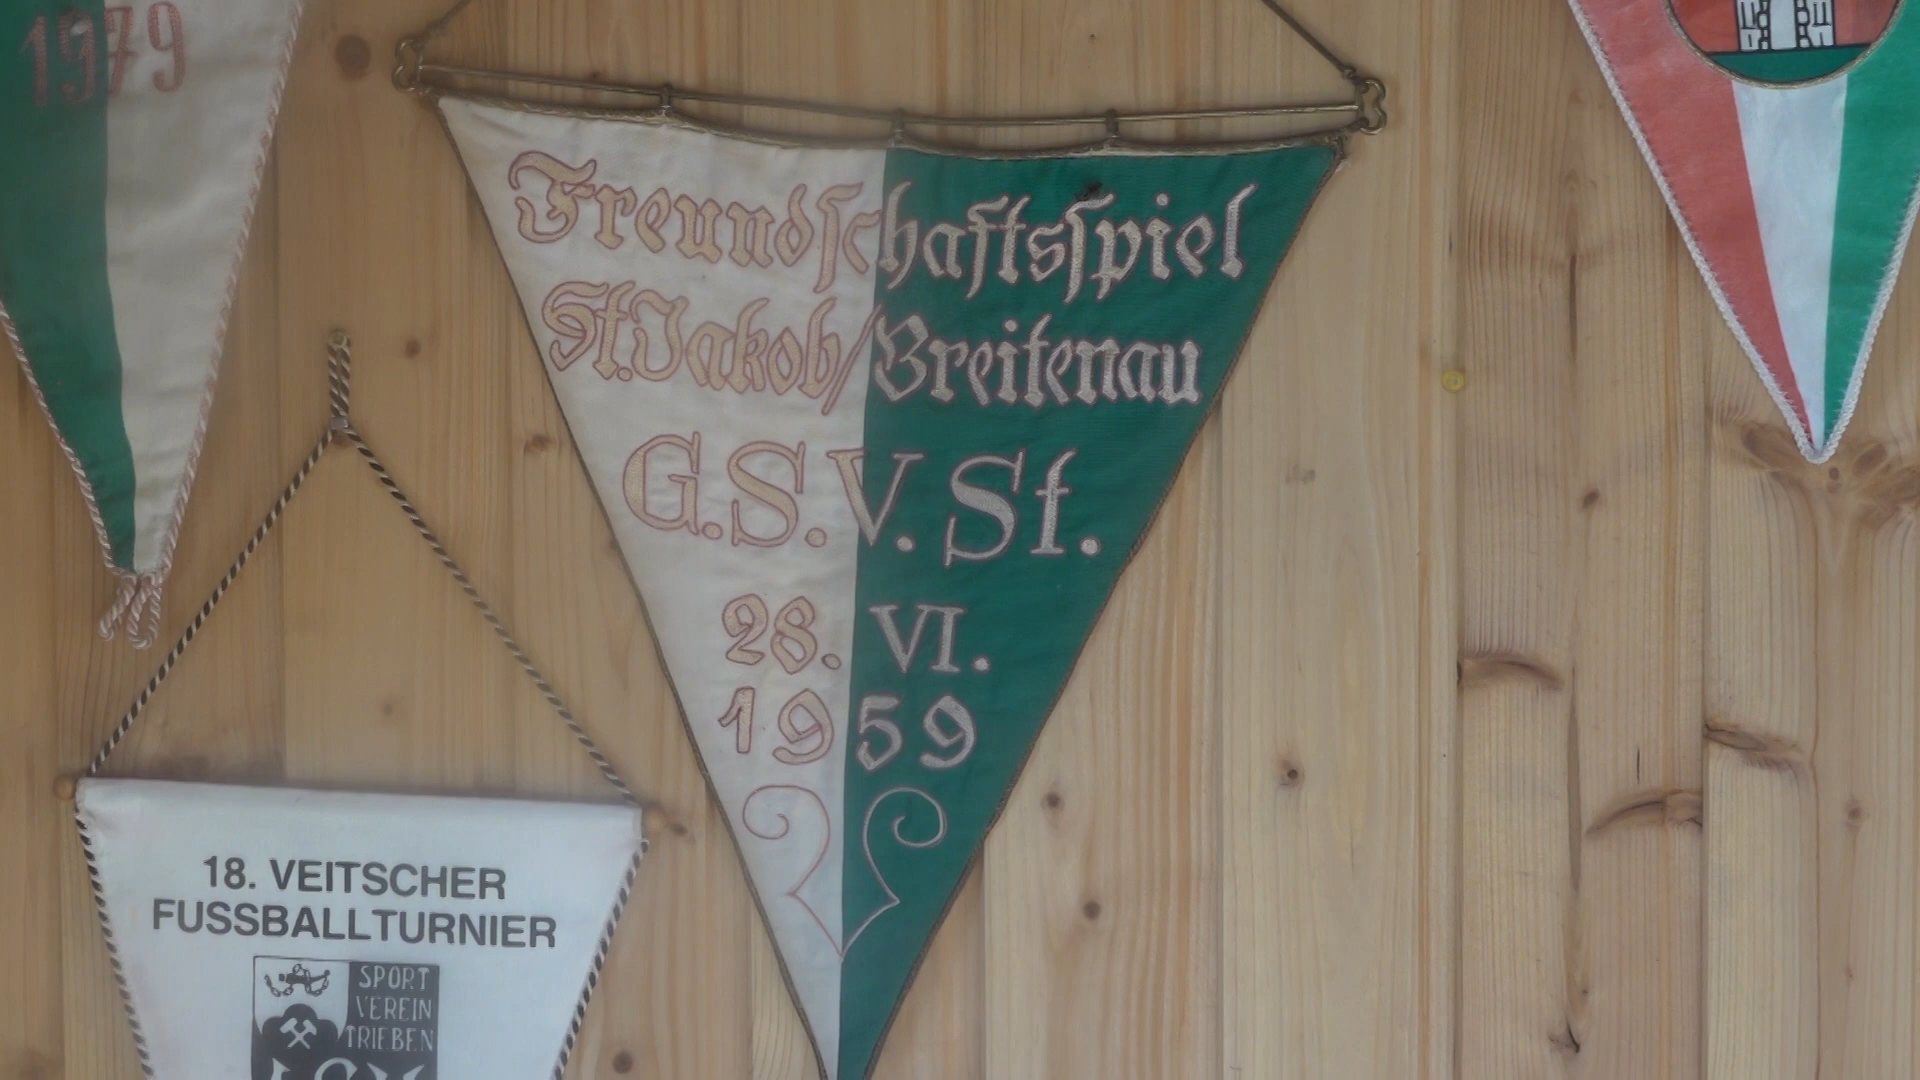 1979
Freundschaftsspiel
St. Jakob/Breitenau
G.S.V. St.
28. VI.
1959
18. VEITSCHER
FUSSBALLTURNIER
SPORT
VEREIN
TRIEBEN